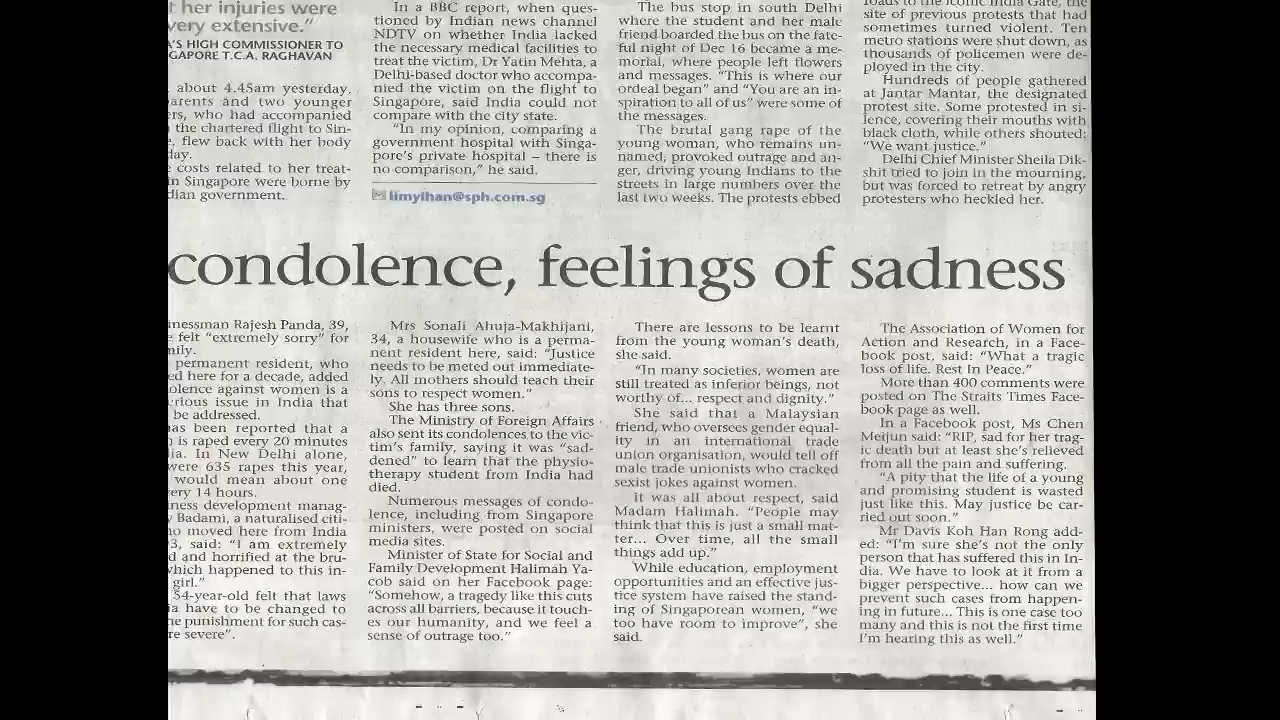 t her injuries were
very extensive.”
A’S HIGH COMMISSIONER TO
GAPORE T.C.A. RAGHAVAN
about 4.45am yesterday.
arents and two younger
ers, who had accompanied
the chartered flight to Sin-
e, flew back with her body
day.
e costs related to her treat-
in Singapore were borne by
dian government.
In a BBC report, when ques-
tioned by Indian news channel
NDTV on whether India lacked
the necessary medical facilities to
treat the victim, Dr Yatin Mehta, a
Delhi-based doctor who accompa-
nied the victim on the flight to
Singapore, said India could not
compare with the city state.
“In my opinion, comparing a
government hospital with Singa-
pore’s private hospital – there is
no comparison,” he said.
limyihan@sph.com.sg
The bus stop in south Delhi
where the student and her male
friend boarded the bus on the fate-
ful night of Dec 16 became a me-
morial, where people left flowers
and messages. “This is where our
ordeal began” and “You are an in-
spiration to all of us” were some of
the messages.
The brutal gang rape of the
young woman, who remains un-
named, provoked outrage and an-
ger, driving young Indians to the
streets in large numbers over the
last two weeks. The protests ebbed
roads to the iconic India Gate, the
site of previous protests that had
sometimes turned violent. Ten
metro stations were shut down, as
thousands of policemen were de-
ployed in the city.
Hundreds of people gathered
at Jantar Mantar, the designated
protest site. Some protested in si-
lence, covering their mouths with
black cloth, while others shouted:
“We want justice.”
Delhi Chief Minister Sheila Dik-
shit tried to join in the mourning,
but was forced to retreat by angry
protesters who heckled her.
condolence, feelings of sadness
inessman Rajesh Panda, 39,
e felt “extremely sorry” for
mily.
permanent resident, who
ed here for a decade, added
olence against women is a
erious issue in India that
be addressed.
has been reported that a
n is raped every 20 minutes
ia. In New Delhi alone,
were 635 rapes this year,
would mean about one
ery 14 hours.
ness development manag-
y Badami, a naturalised citi-
ho moved here from India
3, said: “I am extremely
d and horrified at the bru-
which happened to this in-
girl.”
54-year-old felt that laws
ia have to be changed to
he punishment for such cas-
re severe”.
Mrs Sonali Ahuja-Makhijani,
34, a housewife who is a perma-
nent resident here, said: “Justice
needs to be meted out immediate-
ly. All mothers should teach their
sons to respect women.”
She has three sons.
The Ministry of Foreign Affairs
also sent its condolences to the vic-
tim’s family, saying it was “sad-
dened” to learn that the physio-
therapy student from India had
died.
Numerous messages of condo-
lence, including from Singapore
ministers, were posted on social
media sites.
Minister of State for Social and
Family Development Halimah Ya-
cob said on her Facebook page:
“Somehow, a tragedy like this cuts
across all barriers, because it touch-
es our humanity, and we feel a
sense of outrage too.”
There are lessons to be learnt
from the young woman’s death,
she said.
“In many societies, women are
still treated as inferior beings, not
worthy of... respect and dignity.”
She said that a Malaysian
friend, who oversees gender equal-
ity in an international trade
union organisation, would tell off
male trade unionists who cracked
sexist jokes against women.
It was all about respect, said
Madam Halimah. “People may
think that this is just a small mat-
ter... Over time, all the small
things add up.”
While education, employment
opportunities and an effective jus-
tice system have raised the stand-
ing of Singaporean women, “we
too have room to improve”, she
said.
The Association of Women for
Action and Research, in a Face-
book post, said: “What a tragic
loss of life. Rest In Peace.”
More than 400 comments were
posted on The Straits Times Face-
book page as well.
In a Facebook post, Ms Chen
Meijun said: “RIP, sad for her trag-
ic death but at least she’s relieved
from all the pain and suffering.
“A pity that the life of a young
and promising student is wasted
just like this. May justice be car-
ried out soon.”
Mr Davis Koh Han Rong add-
ed: “I’m sure she’s not the only
person that has suffered this in In-
dia. We have to look at it from a
bigger perspective... how can we
prevent such cases from happen-
ing in future... This is one case too
many and this is not the first time
I’m hearing this as well.”